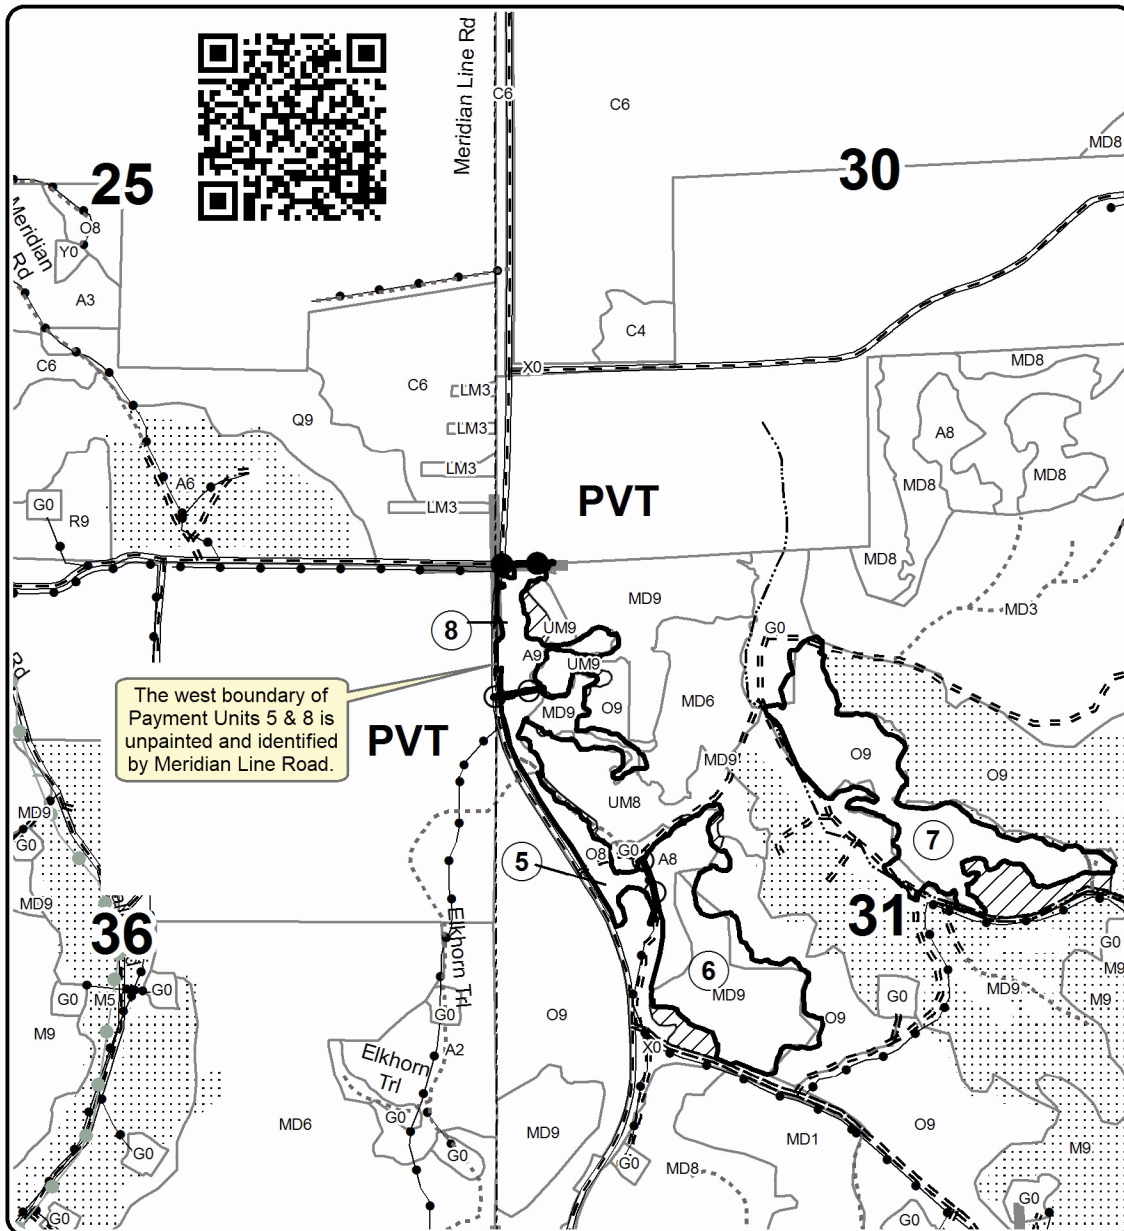 Meridian Line Rd
C6
C6
MD8
25
30
O8
Meridian
Rd
Y0
A3
C4
MD8
C6
C6
X0
LM3
Q9
LM3
A8
MD8
LM3
MD8
A6
G0
PVT
LM3
R9
MD8
MD9
MD3
8
UM9
G0
A9
UM9
Rd
The west boundary of
Payment Units 5 & 8 is
unpainted and identified
by Meridian Line Road.
MD6
MD9
O9
PVT
MD9
O9
O9
UM8
MD9
G0
7
O8
G0
A8
5
MD9
36
Elkhorn Trl
31
G0
6
M9
MD9
MD9
G0
M5
G0
G0
M9
M9
G0
O9
O9
X0
A2
Elkhorn
Trl
G0
MD6
MD9
MD1
O9
M9
G0
G0
G0
MD8
G0
G0